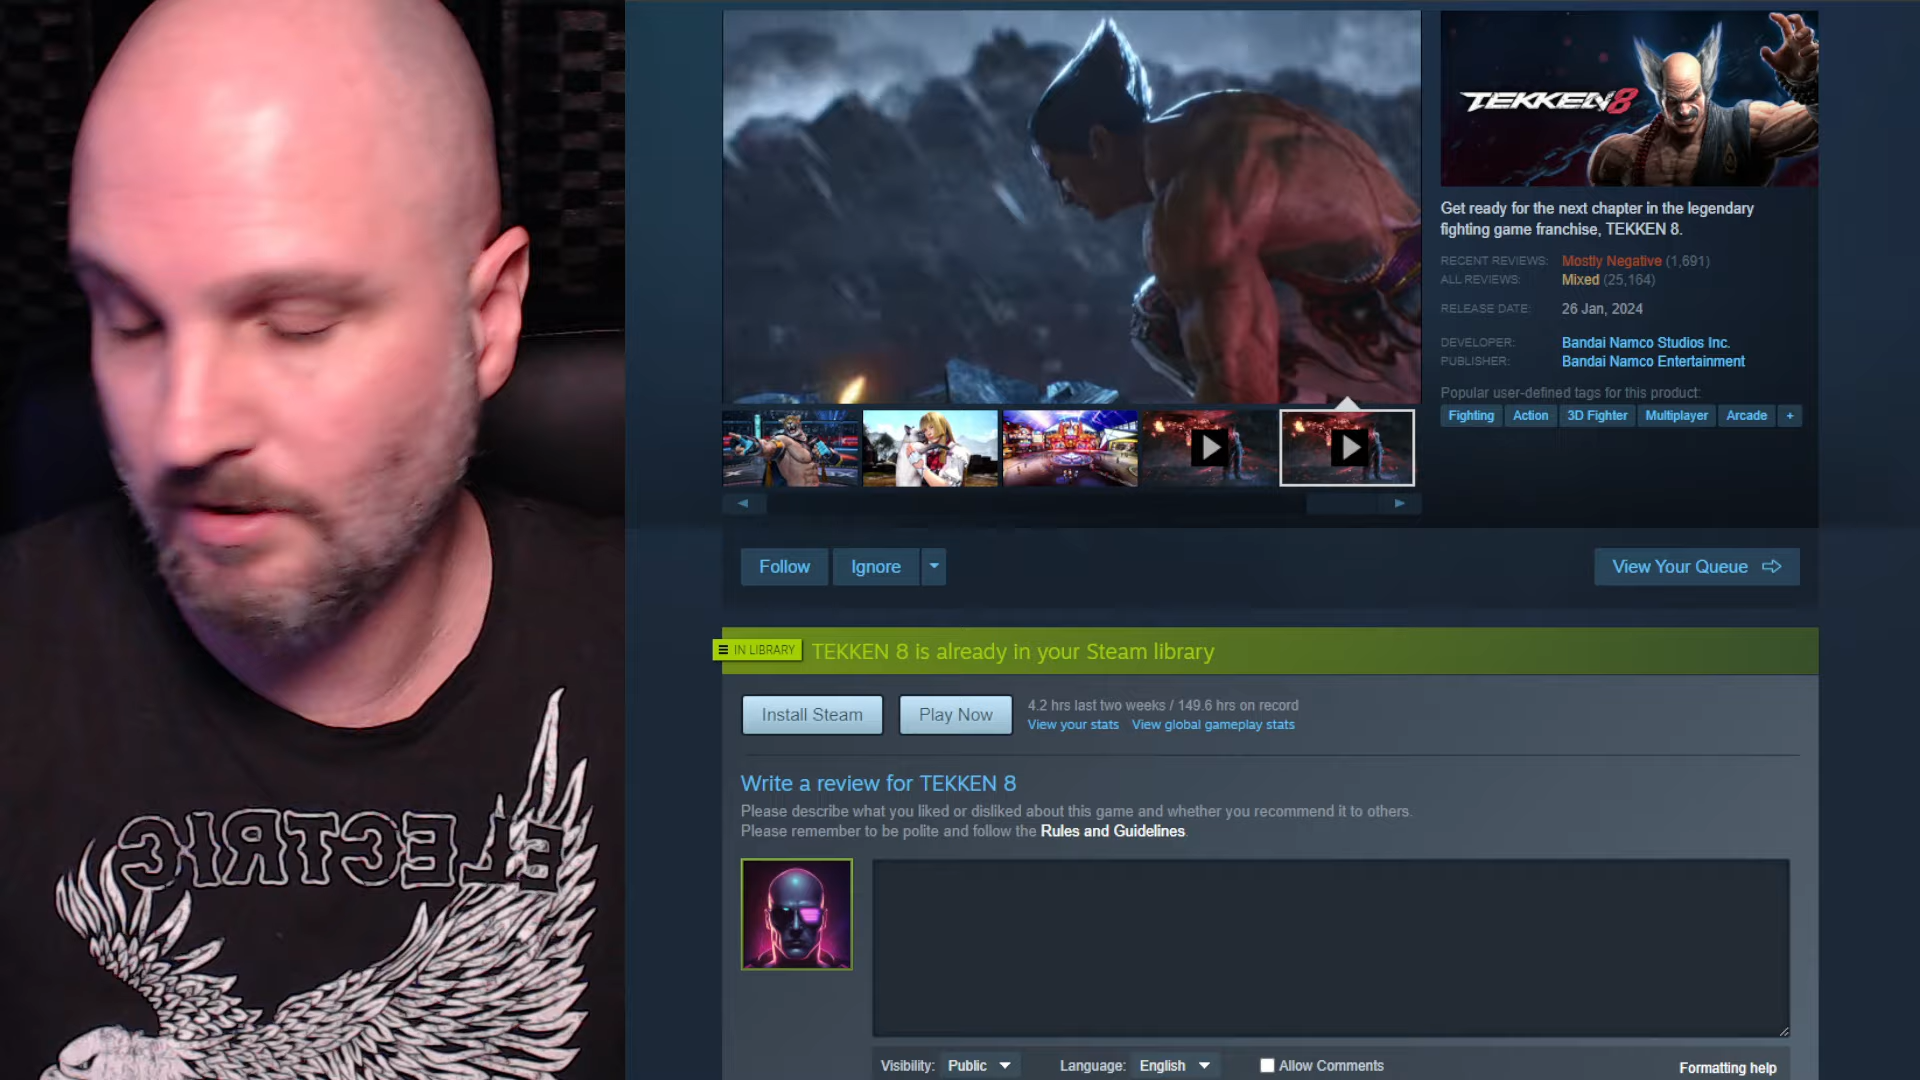 TEKKEN 8
Get ready for the next chapter in the legendary
fighting game franchise, TEKKEN 8.
RECENT REVIEWS: Mostly Negative (1,691)
ALL REVIEWS: Mixed (25,164)
RELEASE DATE: 26 Jan, 2024
DEVELOPER: Bandai Namco Studios Inc.
PUBLISHER: Bandai Namco Entertainment
Popular user-defined tags for this product:
Fighting Action 3D Fighter Multiplayer Arcade +
Follow Ignore View Your Queue
IN LIBRARY TEKKEN 8 is already in your Steam library
Install Steam Play Now 4.2 hrs last two weeks / 149.6 hrs on record
View your stats View global gameplay stats
Write a review for TEKKEN 8
Please describe what you liked or disliked about this game and whether you recommend it to others.
Please remember to be polite and follow the Rules and Guidelines.
ELECTRIC
Visibility: Public Language: English Allow Comments Formatting help